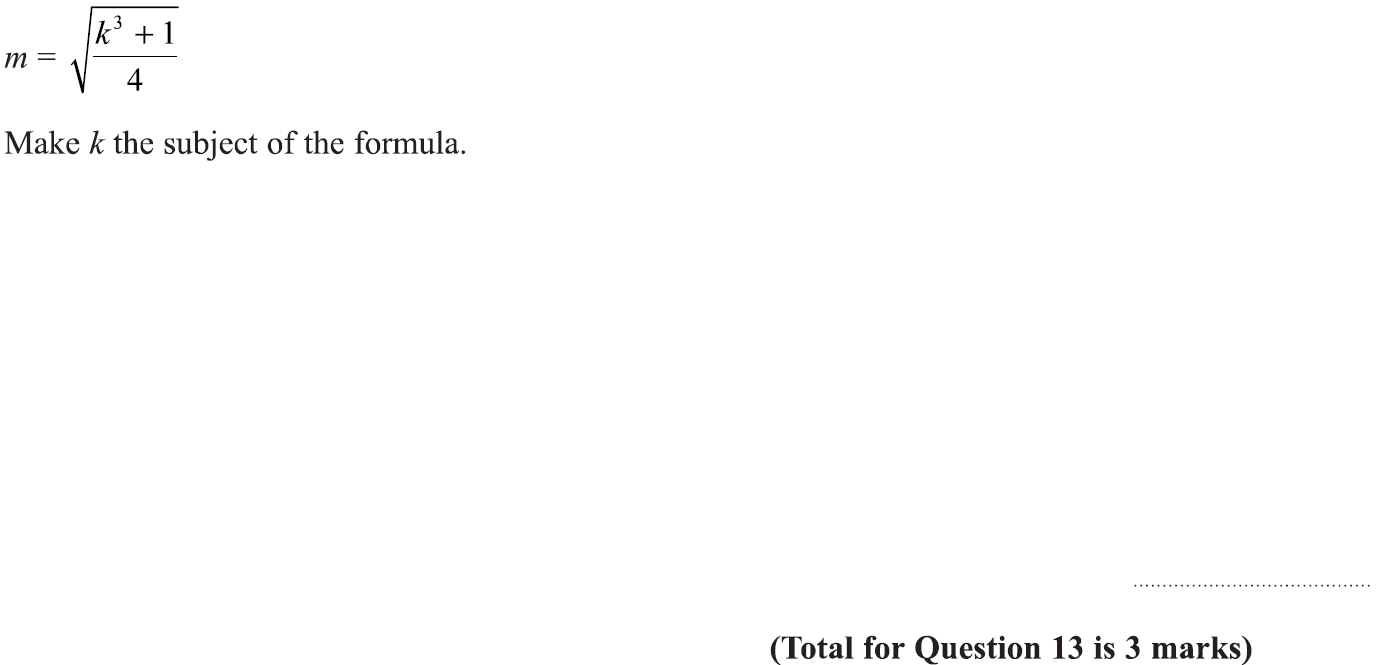 m = √((k³ + 1)/4)
Make k the subject of the formula.
(Total for Question 13 is 3 marks)